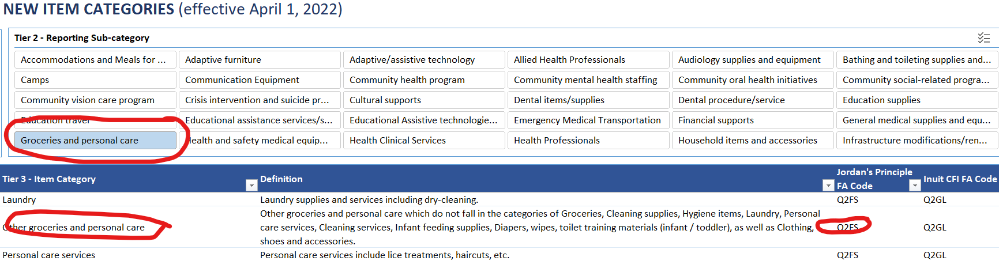 NEW ITEM CATEGORIES (effective April 1, 2022)
Tier 2 - Reporting Sub-category
Accommodations and Meals for ...
Adaptive furniture
Adaptive/assistive technology
Allied Health Professionals
Audiology supplies and equipment
Bathing and toileting supplies and...
Camps
Communication Equipment
Community health program
Community mental health staffing
Community oral health initiatives
Community social-related progra...
Community vision care program
Crisis intervention and suicide pr...
Cultural supports
Dental items/supplies
Dental procedure/service
Education supplies
Education travel
Educational assistance services/s...
Educational Assistive technologie...
Emergency Medical Transportation
Financial supports
General medical supplies and equ...
Groceries and personal care
Health and safety medical equip...
Health Clinical Services
Health Professionals
Household items and accessories
Infrastructure modifications/ren...
Tier 3 - Item Category
Definition
Jordan's Principle
FA Code
Inuit CFI FA Code
Laundry
Laundry supplies and services including dry-cleaning.
Q2FS
Q2GL
Other groceries and personal care
Other groceries and personal care which do not fall in the categories of Groceries, Cleaning supplies, Hygiene items, Laundry, Personal
care services, Cleaning services, Infant feeding supplies, Diapers, wipes, toilet training materials (infant / toddler), as well as Clothing,
shoes and accessories.
Q2FS
Q2GL
Personal care services
Personal care services include lice treatments, haircuts, etc.
Q2FS
Q2GL